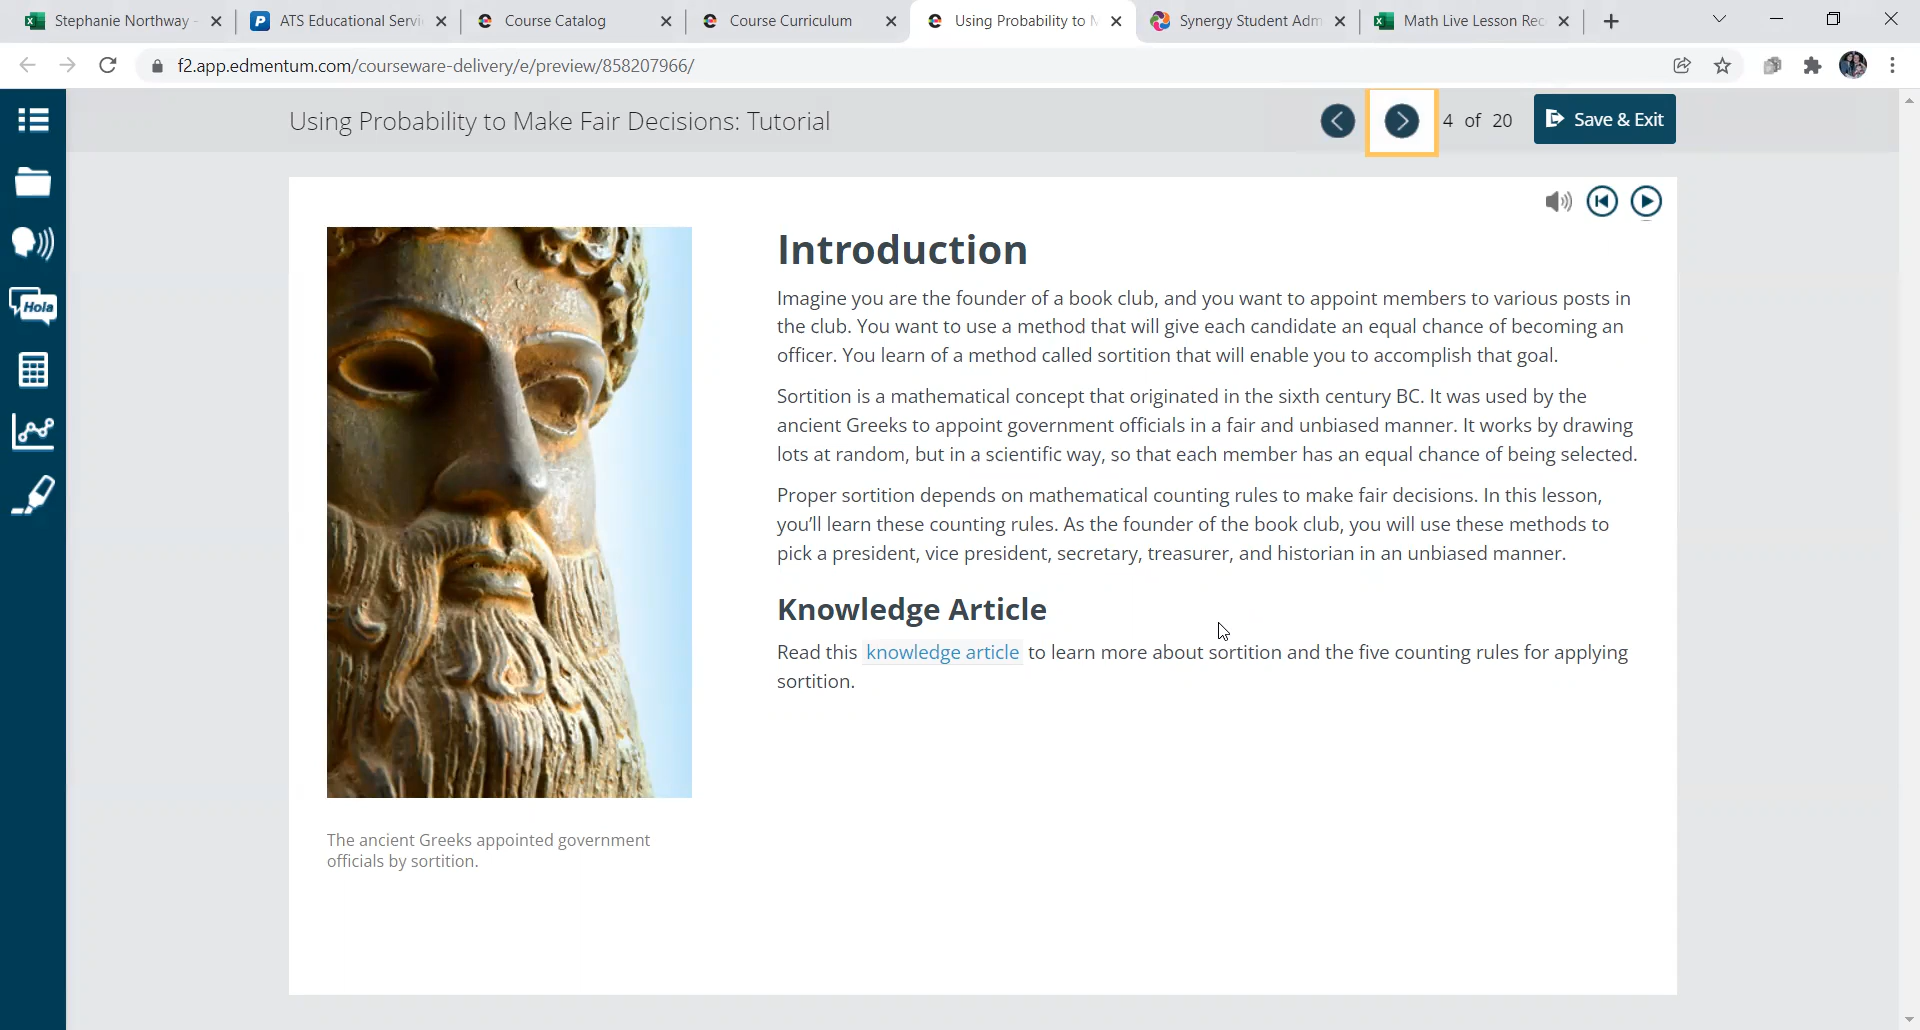 Stephanie Northway -
ATS Educational Servi
Course Catalog
Course Curriculum
Using Probability to M
Synergy Student Adm
Math Live Lesson Rec
f2.app.edmentum.com/courseware-delivery/e/preview/858207966/
Using Probability to Make Fair Decisions: Tutorial
4 of 20
Save & Exit
Hola
Introduction
Imagine you are the founder of a book club, and you want to appoint members to various posts in
the club. You want to use a method that will give each candidate an equal chance of becoming an
officer. You learn of a method called sortition that will enable you to accomplish that goal.
Sortition is a mathematical concept that originated in the sixth century BC. It was used by the
ancient Greeks to appoint government officials in a fair and unbiased manner. It works by drawing
lots at random, but in a scientific way, so that each member has an equal chance of being selected.
Proper sortition depends on mathematical counting rules to make fair decisions. In this lesson,
you'll learn these counting rules. As the founder of the book club, you will use these methods to
pick a president, vice president, secretary, treasurer, and historian in an unbiased manner.
Knowledge Article
Read this knowledge article to learn more about sortition and the five counting rules for applying
sortition.
The ancient Greeks appointed government
officials by sortition.